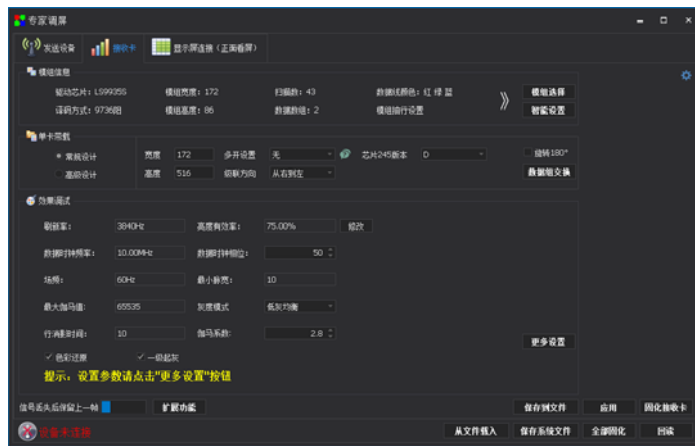 专家调屏
发送设备 接收卡 显示屏连接（正面看屏）
模组信息
驱动芯片：LS9935S 模组宽度：172 扫描数：43 数据线颜色：红 绿 蓝 模组选择
译码方式：9736阳 模组高度：86 数据数组：2 模组抽行设置 智能设置
单卡带载
常规设计 宽度 172 多开设置 无 芯片245版本 D 旋转180°
高级设计 高度 516 级联方向 从右到左 数据组交换
效果调试
刷新率： 3840Hz 高度有效率： 75.00% 修改
数据时钟频率： 10.00MHz 数据时钟相位： 50
场频： 60Hz 最小脉宽： 10
最大伽马值： 65535 灰度模式 低灰均衡
行消影时间： 10 伽马系数： 2.8 更多设置
色彩还原 一级起灰
提示：设置参数请点击"更多设置"按钮
信号丢失后保留上一帧 扩展功能 保存到文件 应用 固化接收卡
设备未连接 从文件载入 保存系统文件 全部固化 回读